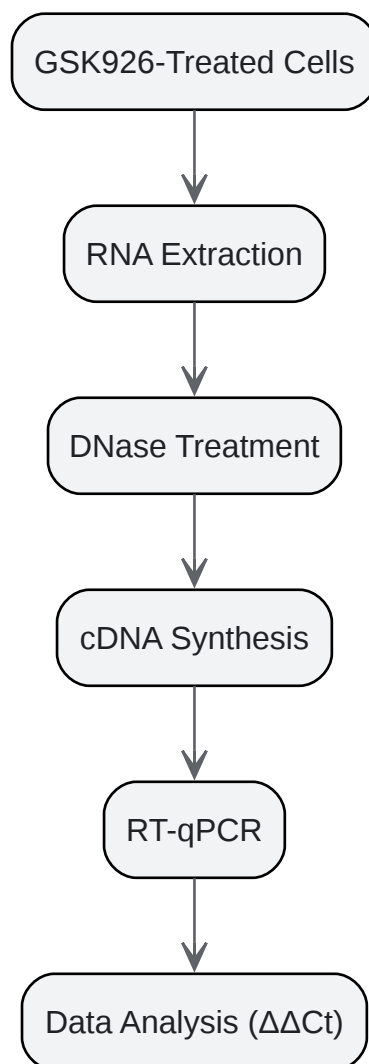 GSK926-Treated Cells
RNA Extraction
DNase Treatment
cDNA Synthesis
RT-qPCR
Data Analysis (ΔΔCt)